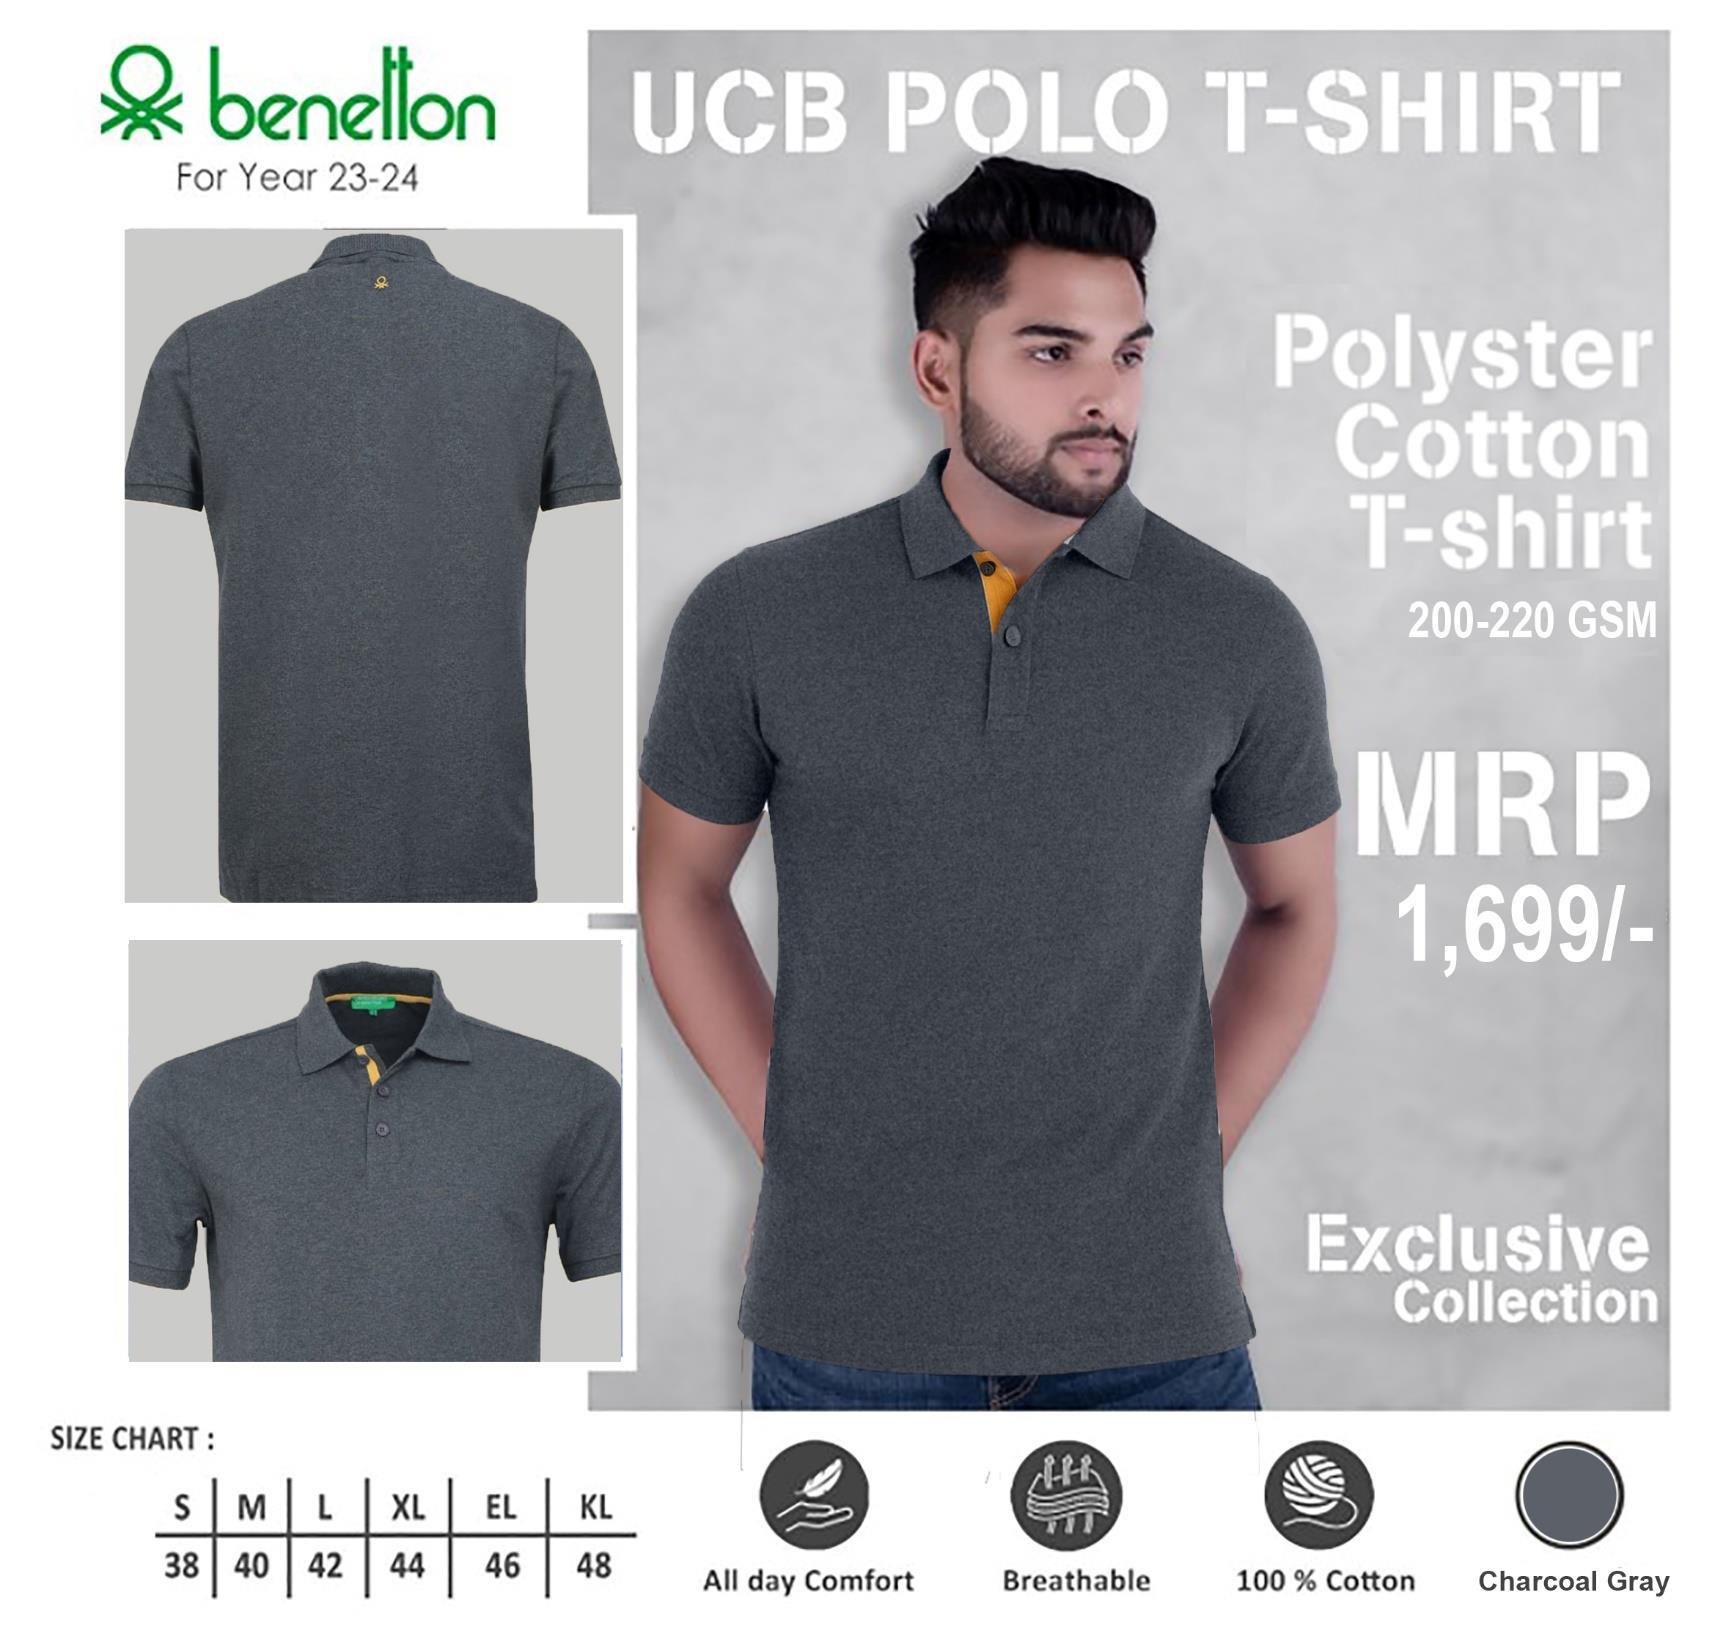 benetton
For Year 23-24
UCB POLO T-SHIRT
Polyster
Cotton
T-shirt
200-220 GSM
MRP
1,699/-
Exclusive
Collection
SIZE CHART :
S M L XL EL KL
38 40 42 44 46 48
All day Comfort
Breathable
100 % Cotton
Charcoal Gray